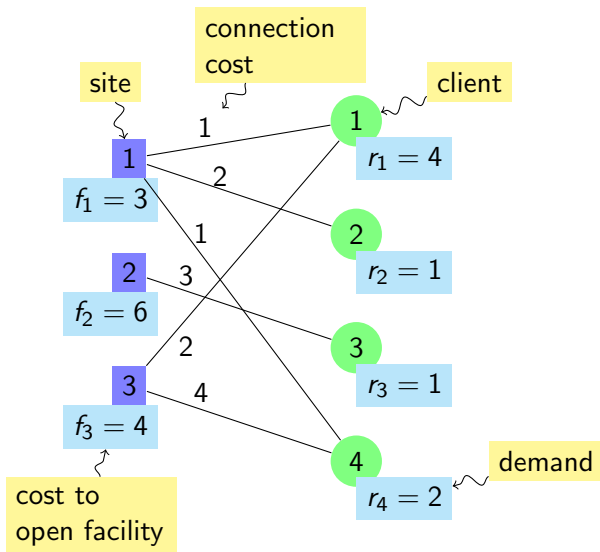 connection
cost
site
client
1
1
1
r₁ = 4
2
f₁ = 3
1
2
r₂ = 1
2
3
f₂ = 6
3
2
r₃ = 1
3
4
f₃ = 4
4
demand
r₄ = 2
cost to
open facility